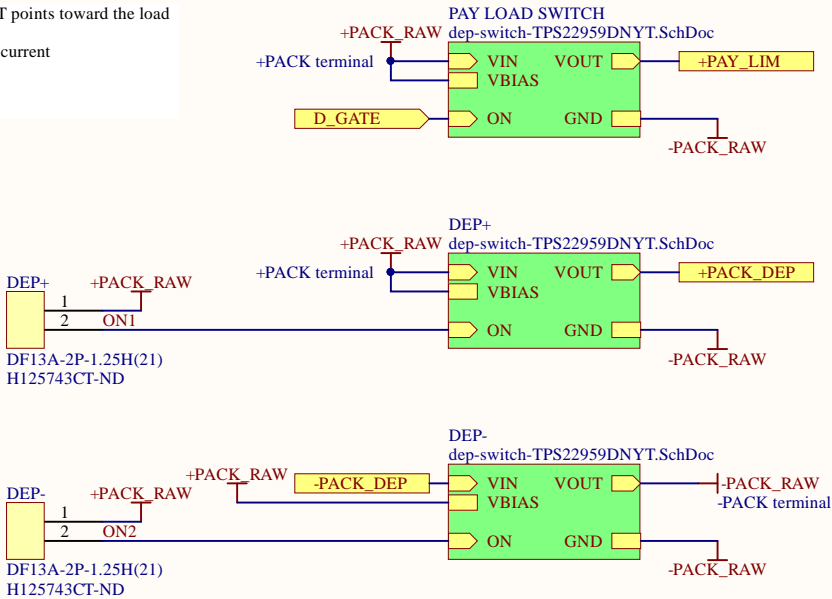 T points toward the load
current
PAY LOAD SWITCH
dep-switch-TPS22959DNYT.SchDoc
+PACK_RAW
+PACK terminal
VIN
VOUT
+PAY_LIM
VBIAS
D_GATE
ON
GND
-PACK_RAW
DEP+
dep-switch-TPS22959DNYT.SchDoc
+PACK_RAW
+PACK terminal
VIN
VOUT
+PACK_DEP
VBIAS
DEP+
+PACK_RAW
1
2
ON1
ON
GND
-PACK_RAW
DF13A-2P-1.25H(21)
H125743CT-ND
DEP-
dep-switch-TPS22959DNYT.SchDoc
+PACK_RAW
-PACK_DEP
VIN
VOUT
-PACK_RAW
-PACK terminal
VBIAS
DEP-
+PACK_RAW
1
2
ON2
ON
GND
-PACK_RAW
DF13A-2P-1.25H(21)
H125743CT-ND